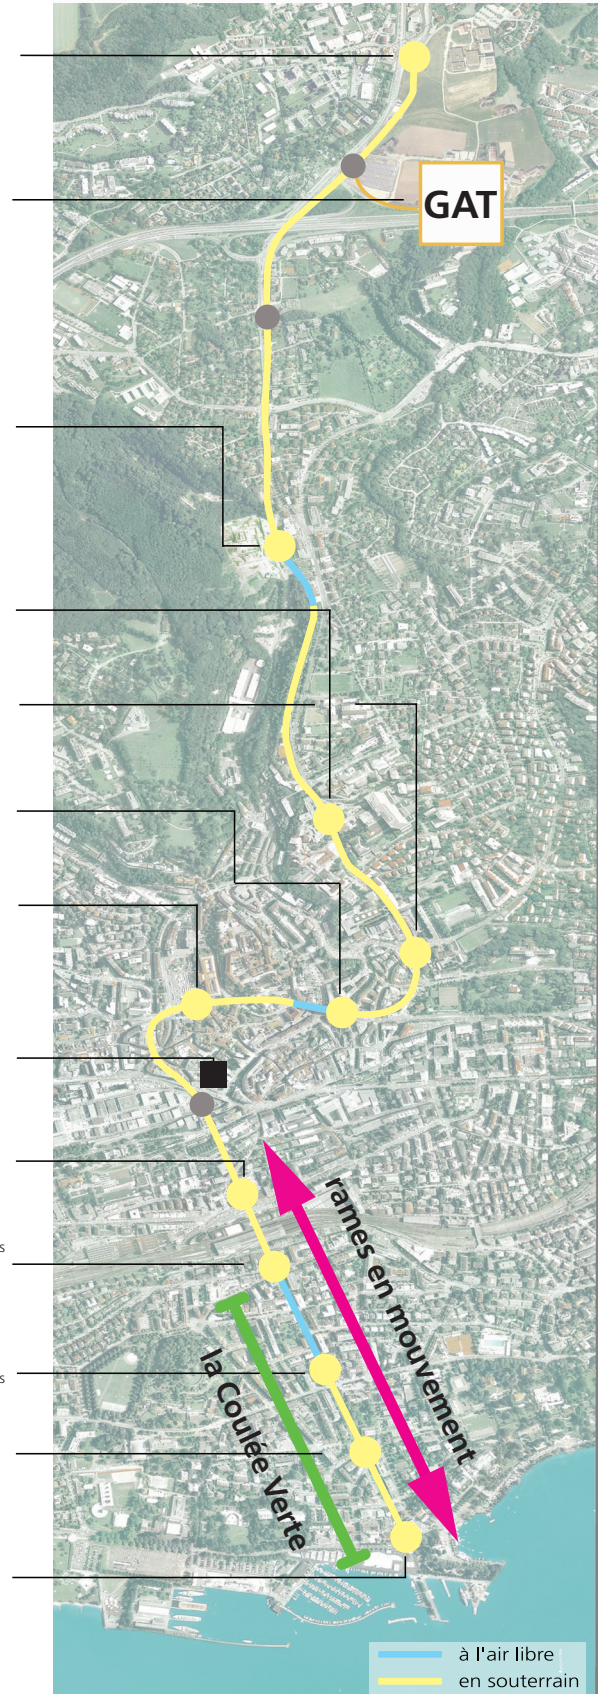 GAT
rames en mouvement
s
s
la Coulée Verte
à l'air libre
en souterrain